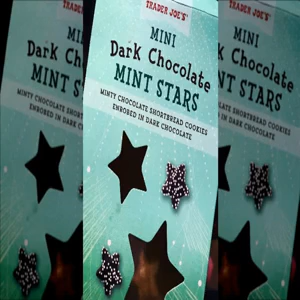 TRADER JOE'S
MINI
Dark Chocolate
MINT STARS
MINTY CHOCOLATE SHORTBREAD COOKIES
ENROBED IN DARK CHOCOLATE